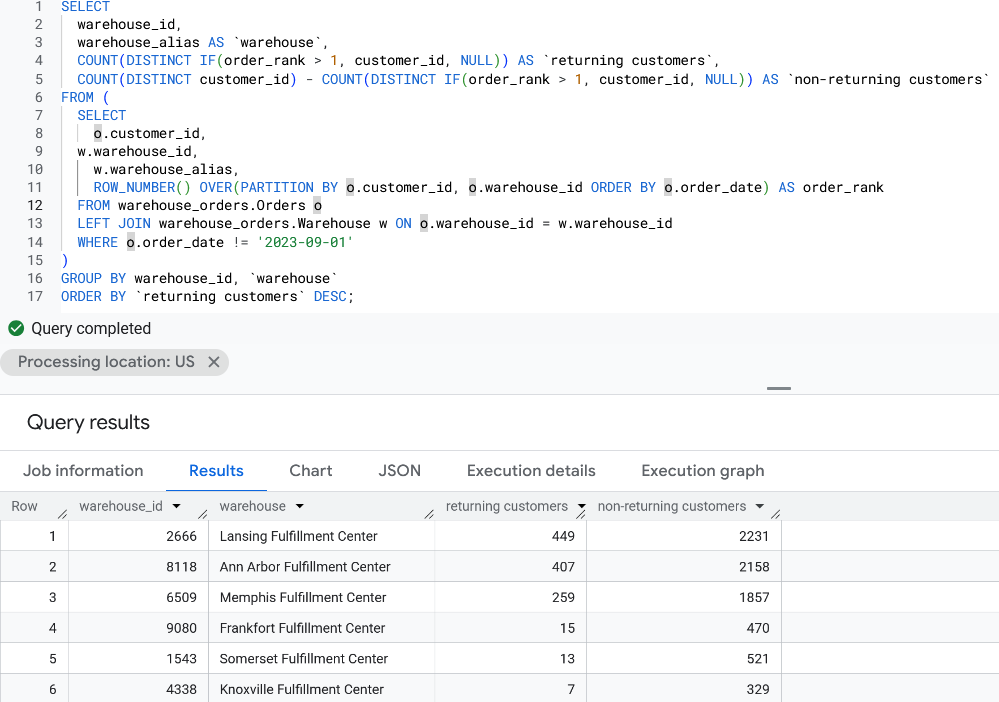 1 SELECT
2 warehouse_id,
3 warehouse_alias AS `warehouse`,
4 COUNT(DISTINCT IF(order_rank > 1, customer_id, NULL)) AS `returning customers`,
5 COUNT(DISTINCT customer_id) - COUNT(DISTINCT IF(order_rank > 1, customer_id, NULL)) AS `non-returning customers`
6 FROM (
7 SELECT
8 o.customer_id,
9 w.warehouse_id,
10 w.warehouse_alias,
11 ROW_NUMBER() OVER(PARTITION BY o.customer_id, o.warehouse_id ORDER BY o.order_date) AS order_rank
12 FROM warehouse_orders.Orders o
13 LEFT JOIN warehouse_orders.Warehouse w ON o.warehouse_id = w.warehouse_id
14 WHERE o.order_date != '2023-09-01'
15 )
16 GROUP BY warehouse_id, `warehouse`
17 ORDER BY `returning customers` DESC;
Query completed
Processing location: US
Query results
Job information Results Chart JSON Execution details Execution graph
Row warehouse_id warehouse returning customers non-returning customers
1 2666 Lansing Fulfillment Center 449 2231
2 8118 Ann Arbor Fulfillment Center 407 2158
3 6509 Memphis Fulfillment Center 259 1857
4 9080 Frankfort Fulfillment Center 15 470
5 1543 Somerset Fulfillment Center 13 521
6 4338 Knoxville Fulfillment Center 7 329